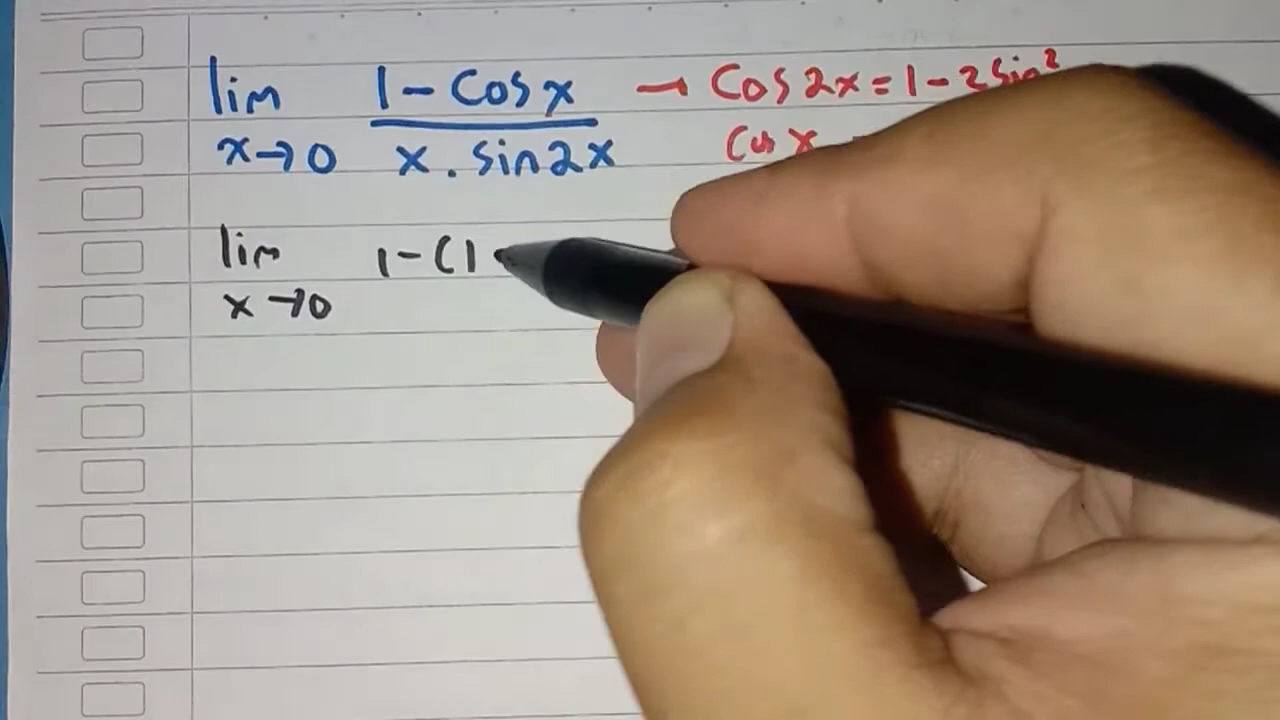 lim 1 - Cos x → Cos 2x = 1 - 2 sin²
x→0 x . sin 2x Cos x
lim 1 - (1
x→0